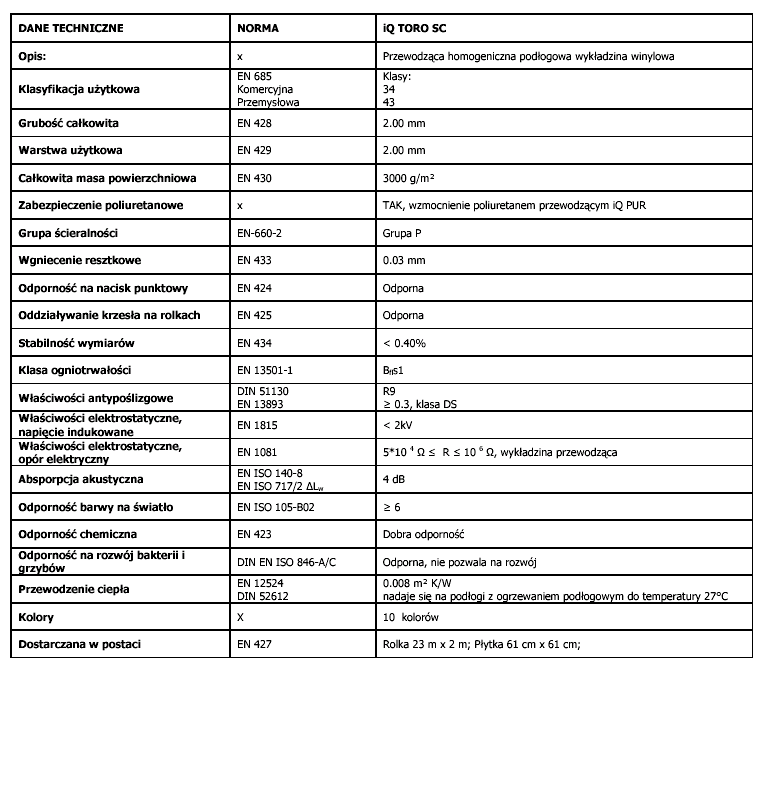 DANE TECHNICZNE NORMA iQ TORO SC
Opis: x Przewodząca homogeniczna podłogowa wykładzina winylowa
Klasyfikacja użytkowa
EN 685
Komercyjna
Przemysłowa
Klasy:
34
43
Grubość całkowita EN 428 2.00 mm
Warstwa użytkowa EN 429 2.00 mm
Całkowita masa powierzchniowa EN 430 3000 g/m²
Zabezpieczenie poliuretanowe x TAK, wzmocnienie poliuretanem przewodzącym iQ PUR
Grupa ścieralności EN-660-2 Grupa P
Wgniecenie resztkowe EN 433 0.03 mm
Odporność na nacisk punktowy EN 424 Odporna
Oddziaływanie krzesła na rolkach EN 425 Odporna
Stabilność wymiarów EN 434 < 0.40%
Klasa ogniotrwałości EN 13501-1 Bfls1
Właściwości antypoślizgowe
DIN 51130
EN 13893
R9
≥ 0.3, klasa DS
Właściwości elektrostatyczne,
napięcie indukowane
EN 1815 < 2kV
Właściwości elektrostatyczne,
opór elektryczny
EN 1081 5*10 ⁴ Ω ≤ R ≤ 10 ⁶ Ω, wykładzina przewodząca
Absporpcja akustyczna
EN ISO 140-8
EN ISO 717/2 ΔLw
4 dB
Odporność barwy na światło EN ISO 105-B02 ≥ 6
Odporność chemiczna EN 423 Dobra odporność
Odporność na rozwój bakterii i
grzybów
DIN EN ISO 846-A/C Odporna, nie pozwala na rozwój
Przewodzenie ciepła
EN 12524
DIN 52612
0.008 m² K/W
nadaje się na podłogi z ogrzewaniem podłogowym do temperatury 27°C
Kolory X 10 kolorów
Dostarczana w postaci EN 427 Rolka 23 m x 2 m; Płytka 61 cm x 61 cm;